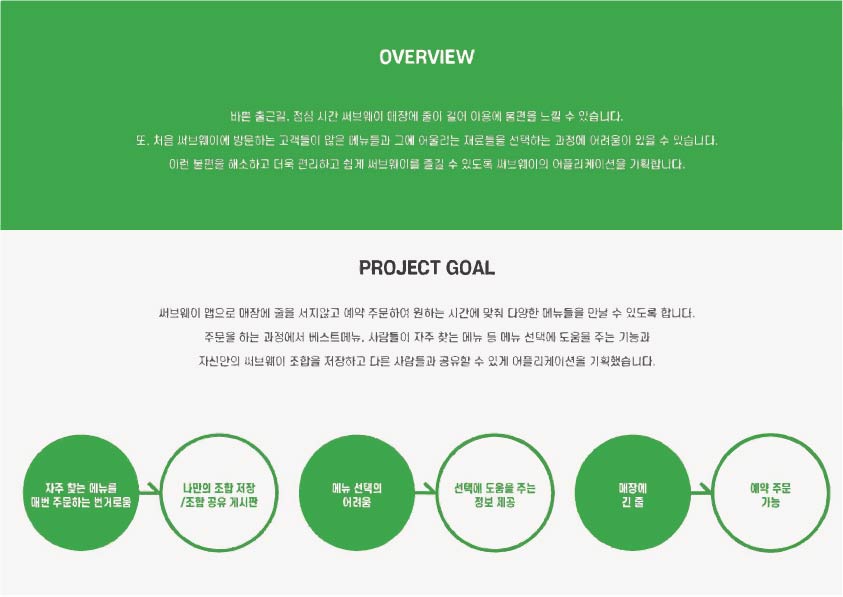 OVERVIEW
바쁜 출근길, 점심 시간 써브웨이 매장에 줄이 길어 이용에 불편을 느낄 수 있습니다.
또, 처음 써브웨이에 방문하는 고객들이 많은 메뉴들과 그에 어울리는 재료들을 선택하는 과정에 어려움이 있을 수 있습니다.
이런 불편을 해소하고 더욱 편리하고 쉽게 써브웨이를 즐길 수 있도록 써브웨이의 어플리케이션을 기획합니다.
PROJECT GOAL
써브웨이 앱으로 매장에 줄을 서지않고 예약 주문하여 원하는 시간에 맞춰 다양한 메뉴들을 만날 수 있도록 합니다.
주문을 하는 과정에서 베스트메뉴, 사람들이 자주 찾는 메뉴 등 메뉴 선택에 도움을 주는 기능과
자신만의 써브웨이 조합을 저장하고 다른 사람들과 공유할 수 있게 어플리케이션을 기획했습니다.
자주 찾는 메뉴를
매번 주문하는 번거로움
나만의 조합 저장
/조합 공유 게시판
메뉴 선택의
어려움
선택에 도움을 주는
정보 제공
매장에
긴 줄
예약 주문
기능